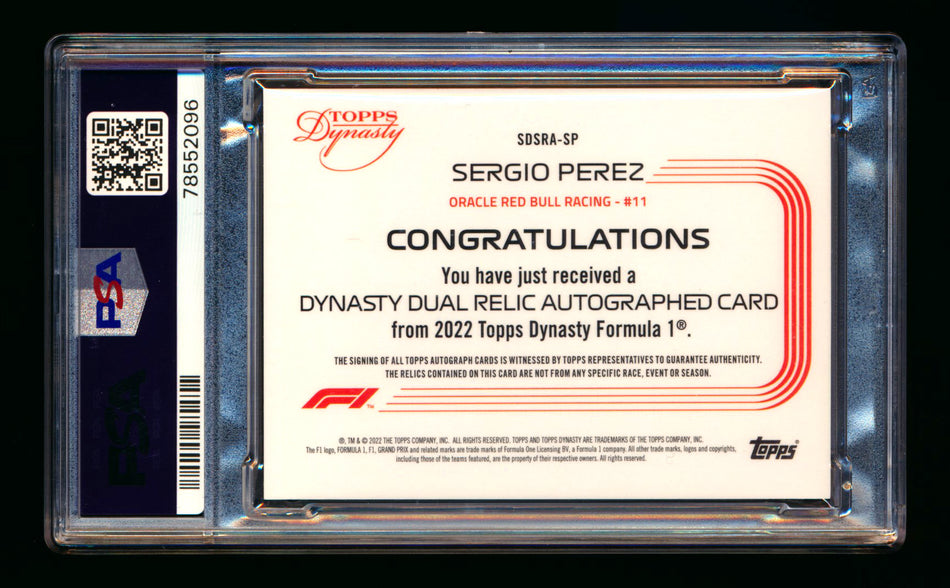 78552096
PSA
PSA
TOPPS
Dynasty
SDSRA-SP
SERGIO PEREZ
ORACLE RED BULL RACING - #11
CONGRATULATIONS
You have just received a
DYNASTY DUAL RELIC AUTOGRAPHED CARD
from 2022 Topps Dynasty Formula 1®.
THE SIGNING OF ALL TOPPS AUTOGRAPH CARDS IS WITNESSED BY TOPPS REPRESENTATIVES TO GUARANTEE AUTHENTICITY.
THE RELICS CONTAINED ON THIS CARD ARE NOT FROM ANY SPECIFIC RACE, EVENT OR SEASON.
F1™
®, TM & © 2022 THE TOPPS COMPANY, INC. ALL RIGHTS RESERVED. TOPPS AND TOPPS DYNASTY ARE TRADEMARKS OF THE TOPPS COMPANY, INC.
The F1 logo, FORMULA 1, F1, GRAND PRIX and related marks are trade marks of Formula One Licensing BV, a Formula 1 company. All other trade marks, logos and copyrights,
including those of the teams featured, are the property of their respective owners. All rights reserved.
Topps®